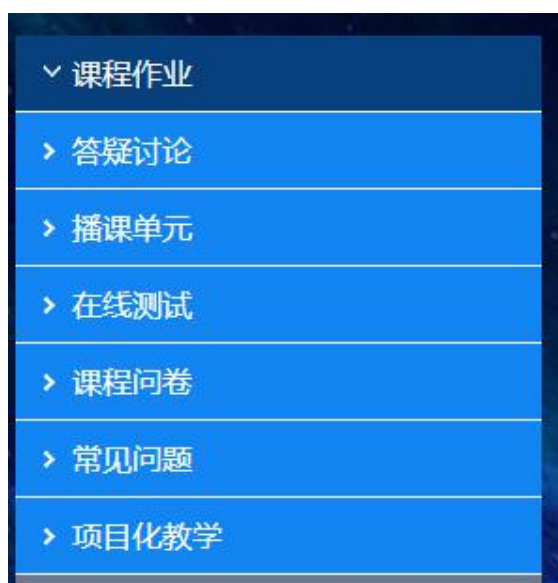 课程作业
答疑讨论
播课单元
在线测试
课程问卷
常见问题
项目化教学